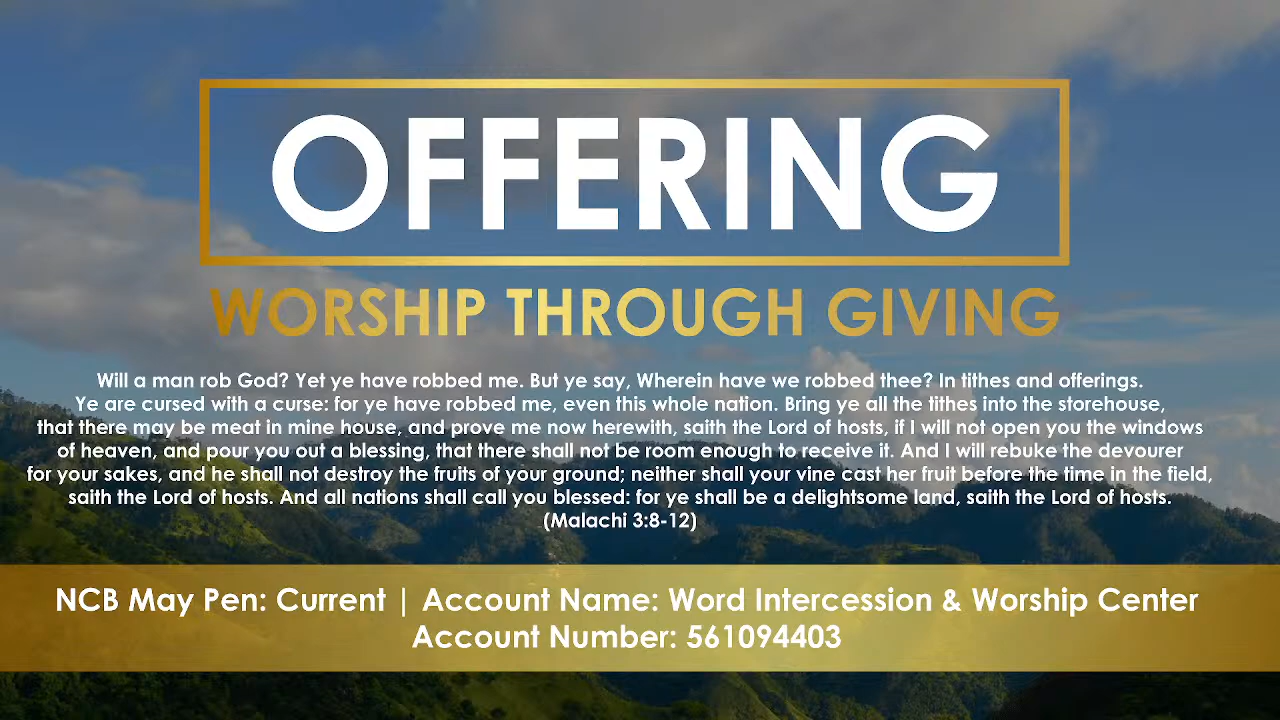 OFFERING
WORSHIP THROUGH GIVING
Will a man rob God? Yet ye have robbed me. But ye say, Wherein have we robbed thee? In tithes and offerings.
Ye are cursed with a curse: for ye have robbed me, even this whole nation. Bring ye all the tithes into the storehouse,
that there may be meat in mine house, and prove me now herewith, saith the Lord of hosts, if I will not open you the windows
of heaven, and pour you out a blessing, that there shall not be room enough to receive it. And I will rebuke the devourer
for your sakes, and he shall not destroy the fruits of your ground; neither shall your vine cast her fruit before the time in the field,
saith the Lord of hosts. And all nations shall call you blessed: for ye shall be a delightsome land, saith the Lord of hosts.
(Malachi 3:8-12)
NCB May Pen: Current | Account Name: Word Intercession & Worship Center
Account Number: 561094403